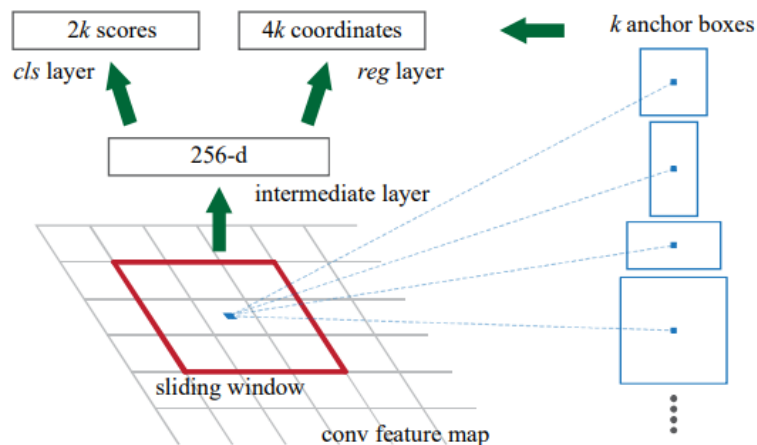 2k scores
4k coordinates
k anchor boxes
cls layer
reg layer
256-d
intermediate layer
sliding window
conv feature map